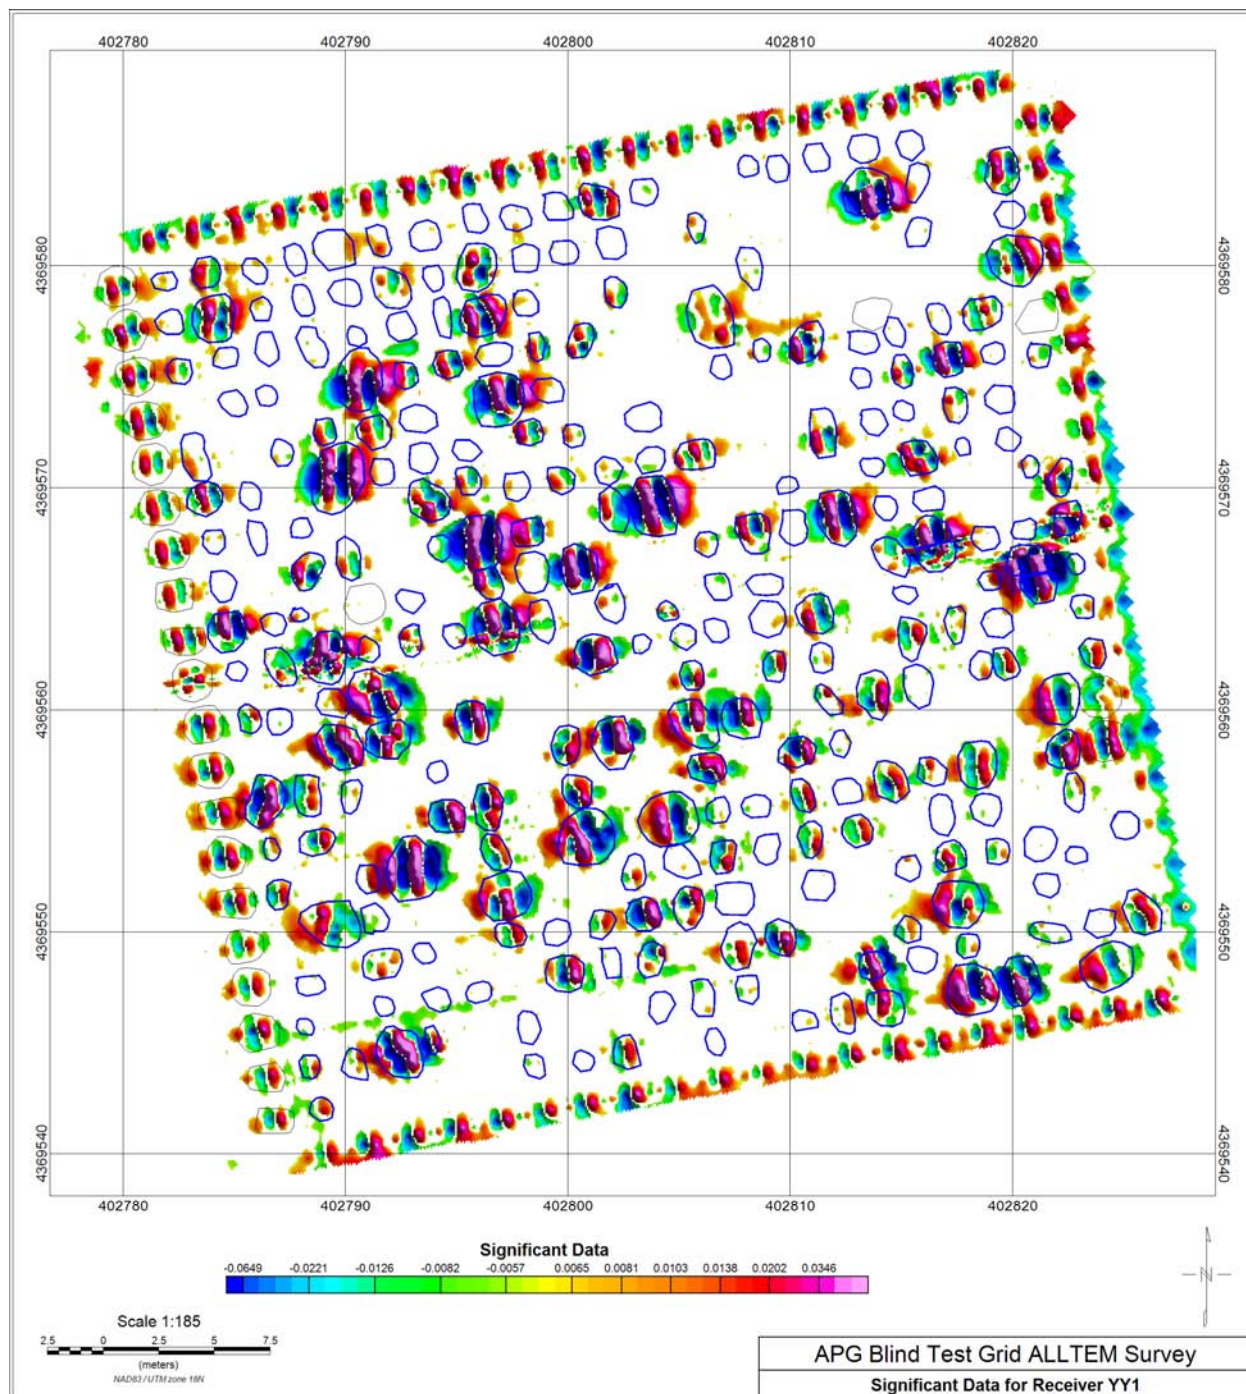 402780 402790 402800 402810 402820
4369580 4369580
4369570 4369570
4369560 4369560
4369550 4369550
4369540 4369540
402780 402790 402800 402810 402820
Significant Data
-0.0649 -0.0221 -0.0126 -0.0082 -0.0057 0.0065 0.0081 0.0103 0.0138 0.0202 0.0346
N
Scale 1:185
2.5 0 2.5 5 7.5
(meters)
NAD83 / UTM zone 18N
APG Blind Test Grid ALLTEM Survey
Significant Data for Receiver YY1